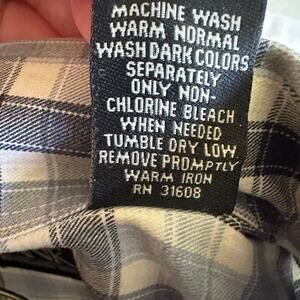 MACHINE WASH
WARM NORMAL
WASH DARK COLORS
SEPARATELY
ONLY NON-
CHLORINE BLEACH
WHEN NEEDED
TUMBLE DRY LOW
REMOVE PROMPTLY
WARM IRON
RN 31608